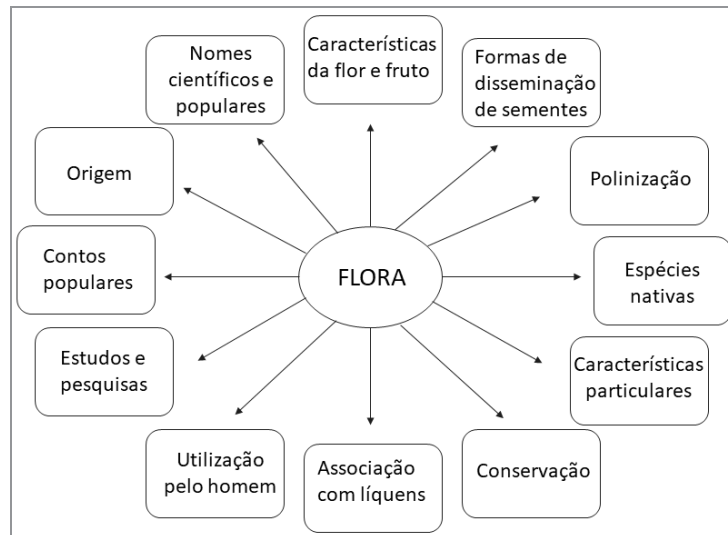 Nomes
científicos e
populares
Características
da flor e fruto
Formas de
disseminação
de sementes
Origem
Polinização
Contos
populares
FLORA
Espécies
nativas
Estudos e
pesquisas
Características
particulares
Utilização
pelo homem
Associação
com líquens
Conservação